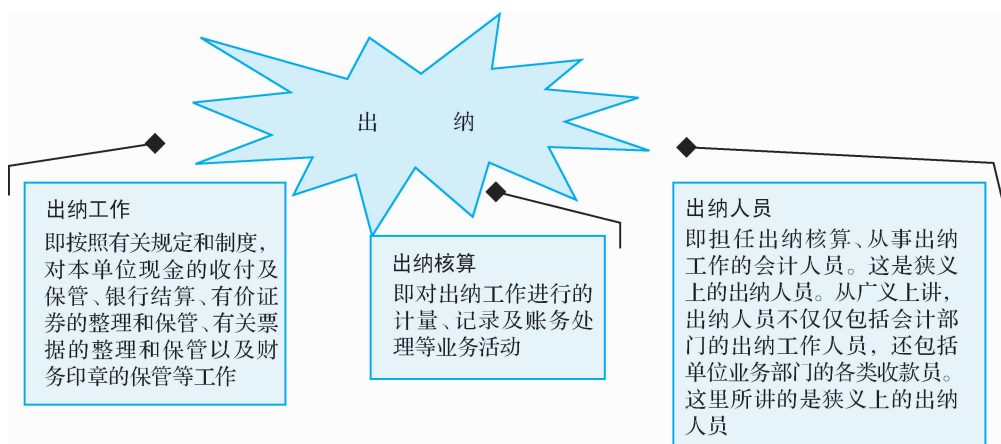 出 纳
出纳工作
即按照有关规定和制度，
对本单位现金的收付及
保管、银行结算、有价证
券的整理和保管、有关票
据的整理和保管以及财
务印章的保管等工作
出纳核算
即对出纳工作进行的
计量、记录及账务处
理等业务活动
出纳人员
即担任出纳核算、从事出纳
工作的会计人员。这是狭义
上的出纳人员。从广义上讲，
出纳人员不仅仅包括会计部
门的出纳工作人员，还包括
单位业务部门的各类收款员。
这里所讲的是狭义上的出纳
人员